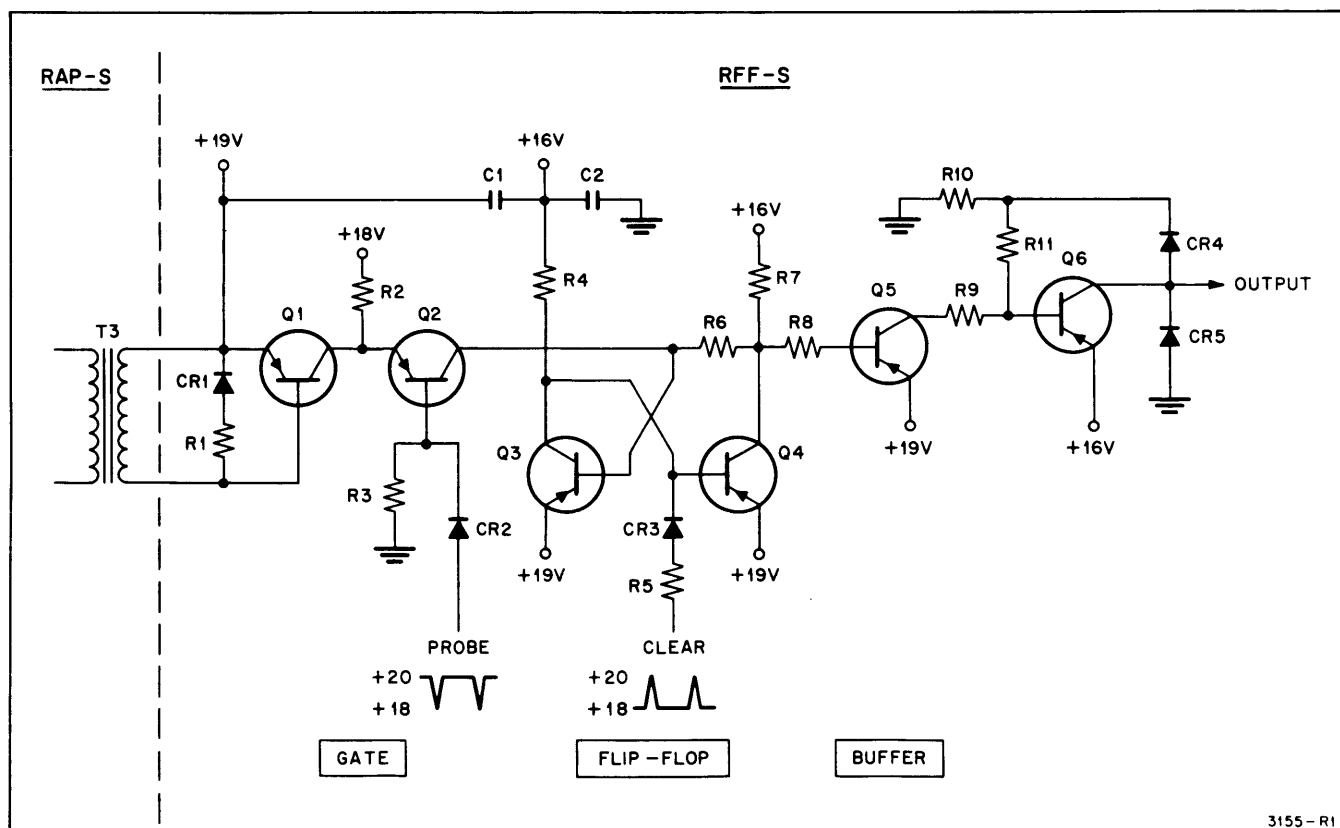 RAP-S
RFF-S
+19V
+16V
C1
C2
R10
+18V
+16V
R11
CR4
R4
R7
Q6
R2
Q5
OUTPUT
Q1
Q2
R9
T3
R6
R8
CR5
CR1
R1
Q3
Q4
+19V
+16V
R3
CR2
CR3
+19V
+19V
R5
PROBE
CLEAR
+20
+18
+20
+18
GATE
FLIP-FLOP
BUFFER
3155-R1